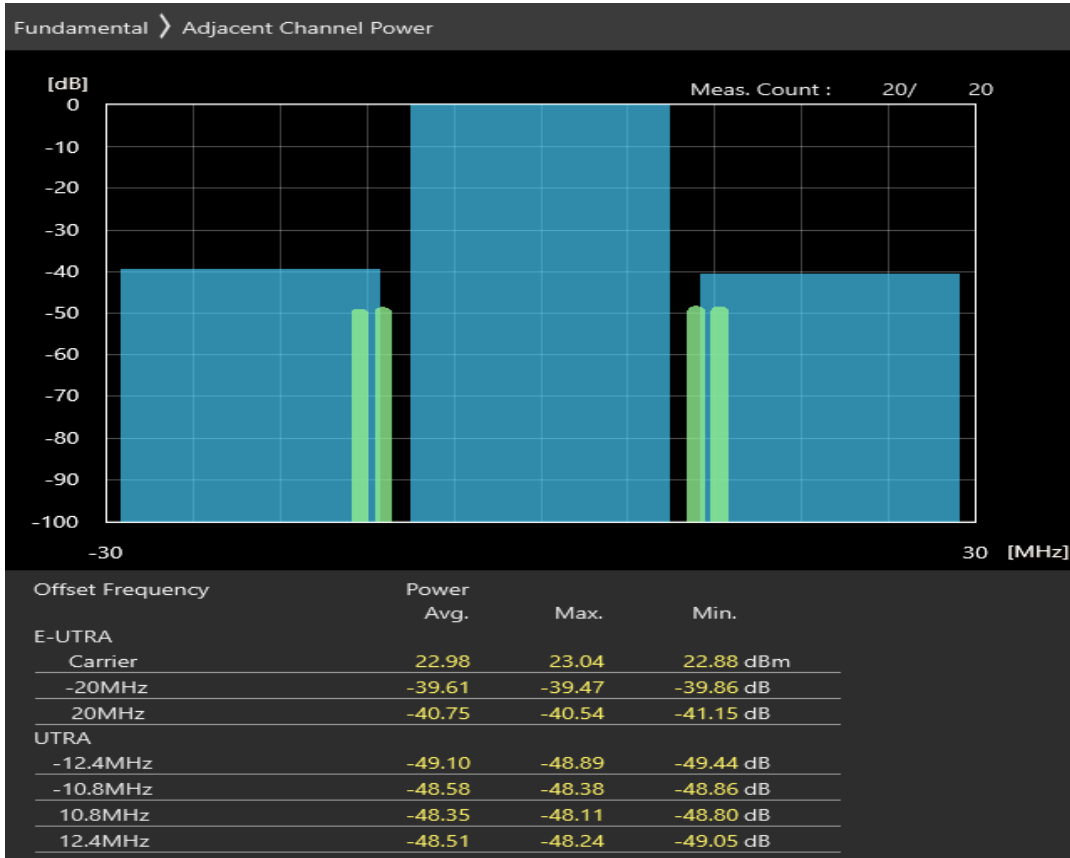 Fundamental 〉 Adjacent Channel Power
[dB]
Meas. Count : 20/ 20
0
-10
-20
-30
-40
-50
-60
-70
-80
-90
-100
-30 30 [MHz]
Offset Frequency Power
Avg. Max. Min.
E-UTRA
Carrier 22.98 23.04 22.88 dBm
-20MHz -39.61 -39.47 -39.86 dB
20MHz -40.75 -40.54 -41.15 dB
UTRA
-12.4MHz -49.10 -48.89 -49.44 dB
-10.8MHz -48.58 -48.38 -48.86 dB
10.8MHz -48.35 -48.11 -48.80 dB
12.4MHz -48.51 -48.24 -49.05 dB